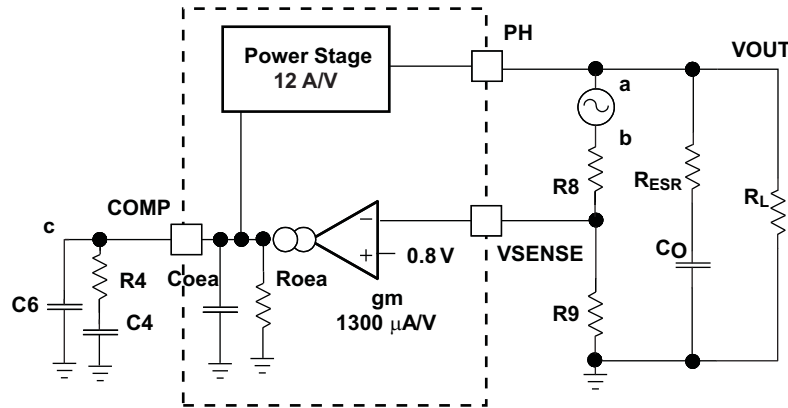 Power Stage
12 A/V
PH
VOUT
a
b
R8
RESR
RL
COMP
c
VSENSE
0.8 V
−
+
R4
Coea
Roea
CO
C6
C4
gm
1300 μA/V
R9